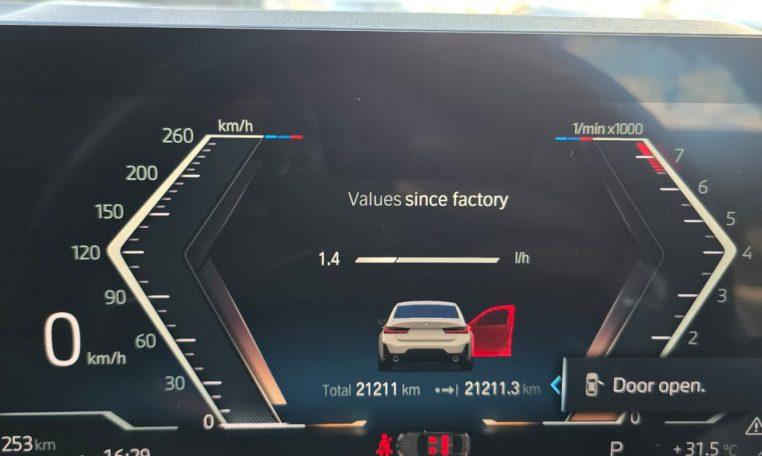 260 km/h 1/min x1000
7
200 6
Values since factory
150 5
120 1.4 l/h 4
90 3
0 km/h 60 2
30 Total 21211 km 21211.3 km Door open.
0 0
253 km 16:29 P +31.5 °C